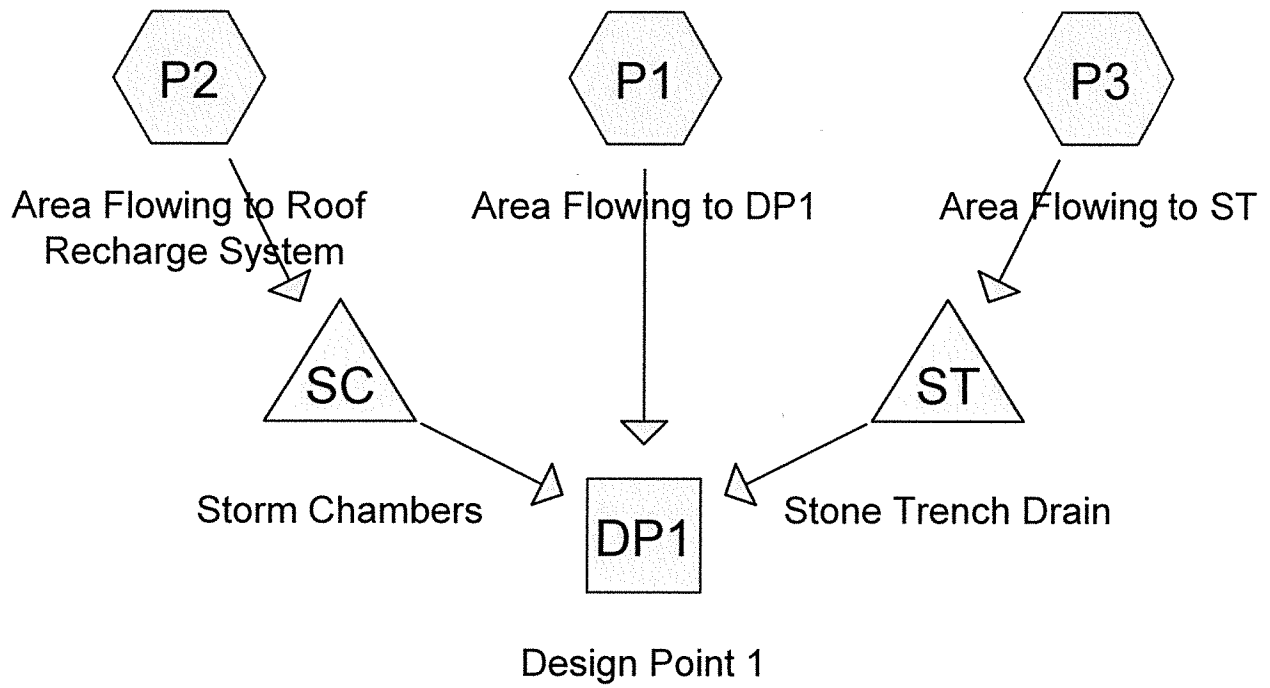 P2
P1
P3
Area Flowing to Roof
Recharge System
Area Flowing to DP1
Area Flowing to ST
SC
ST
Storm Chambers
DP1
Stone Trench Drain
Design Point 1